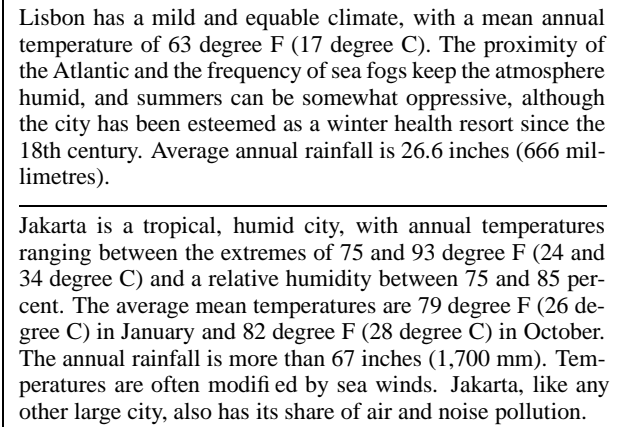 Lisbon has a mild and equable climate, with a mean annual
temperature of 63 degree F (17 degree C). The proximity of
the Atlantic and the frequency of sea fogs keep the atmosphere
humid, and summers can be somewhat oppressive, although
the city has been esteemed as a winter health resort since the
18th century. Average annual rainfall is 26.6 inches (666 mil-
limetres).
Jakarta is a tropical, humid city, with annual temperatures
ranging between the extremes of 75 and 93 degree F (24 and
34 degree C) and a relative humidity between 75 and 85 per-
cent. The average mean temperatures are 79 degree F (26 de-
gree C) in January and 82 degree F (28 degree C) in October.
The annual rainfall is more than 67 inches (1,700 mm). Tem-
peratures are often modified by sea winds. Jakarta, like any
other large city, also has its share of air and noise pollution.